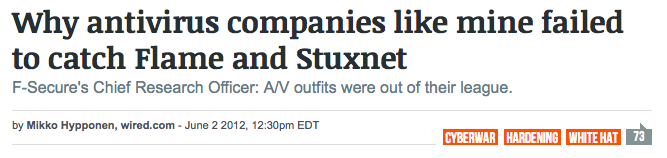 Why antivirus companies like mine failed
to catch Flame and Stuxnet
F-Secure's Chief Research Officer: A/V outfits were out of their league.
by Mikko Hypponen, wired.com - June 2 2012, 12:30pm EDT
CYBERWAR HARDENING WHITE HAT 73